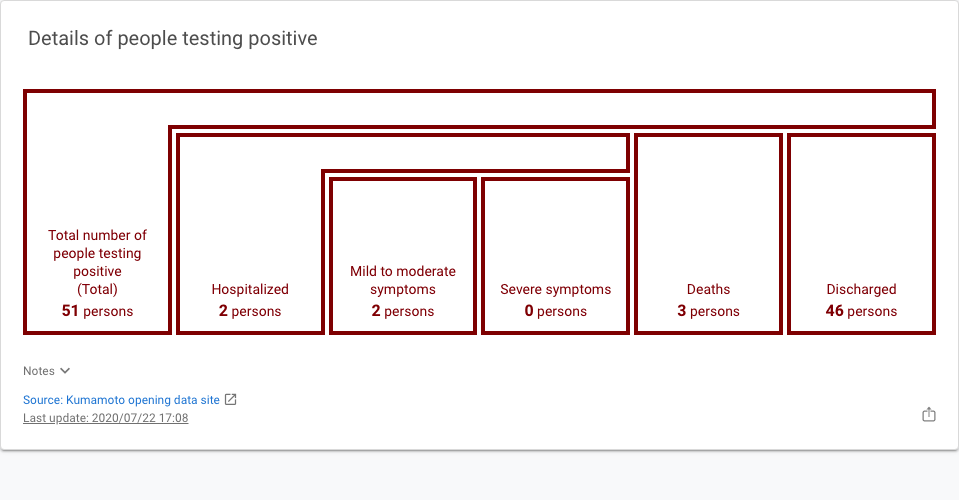 Details of people testing positive
Total number of
people testing
positive
(Total)
51 persons
Hospitalized
2 persons
Mild to moderate
symptoms
2 persons
Severe symptoms
0 persons
Deaths
3 persons
Discharged
46 persons
Notes
Source: Kumamoto opening data site
Last update: 2020/07/22 17:08